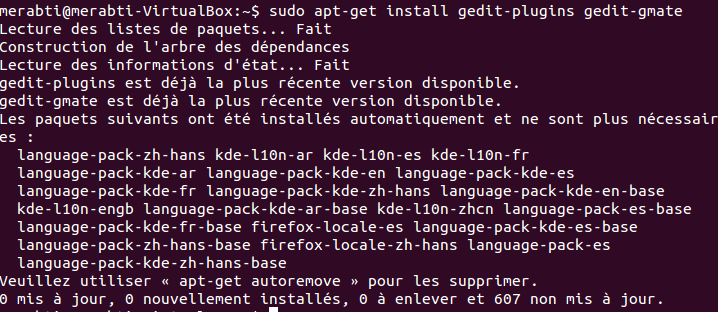 merabti@merabti-VirtualBox:~$ sudo apt-get install gedit-plugins gedit-gmate
Lecture des listes de paquets... Fait
Construction de l'arbre des dépendances
Lecture des informations d'état... Fait
gedit-plugins est déjà la plus récente version disponible.
gedit-gmate est déjà la plus récente version disponible.
Les paquets suivants ont été installés automatiquement et ne sont plus nécessair
es :
  language-pack-zh-hans kde-l10n-ar kde-l10n-es kde-l10n-fr
  language-pack-kde-ar language-pack-kde-en language-pack-kde-es
  language-pack-kde-fr language-pack-kde-zh-hans language-pack-kde-en-base
  kde-l10n-engb language-pack-kde-ar-base kde-l10n-zhcn language-pack-es-base
  language-pack-kde-fr-base firefox-locale-es language-pack-kde-es-base
  language-pack-zh-hans-base firefox-locale-zh-hans language-pack-es
  language-pack-kde-zh-hans-base
Veuillez utiliser « apt-get autoremove » pour les supprimer.
0 mis à jour, 0 nouvellement installés, 0 à enlever et 607 non mis à jour.